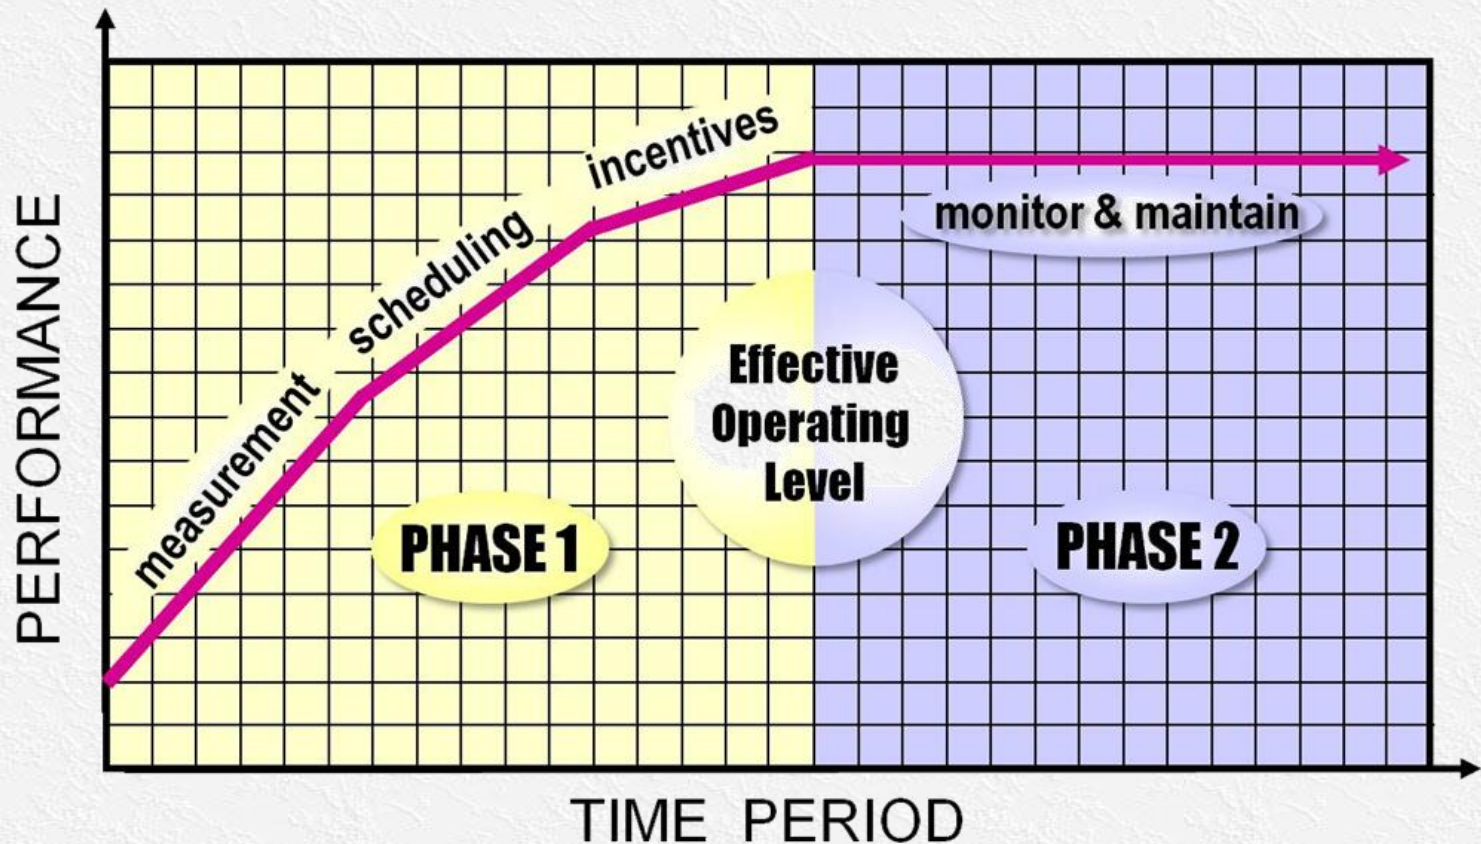 PERFORMANCE
measurement
scheduling
incentives
monitor & maintain
Effective
Operating
Level
PHASE 1
PHASE 2
TIME PERIOD